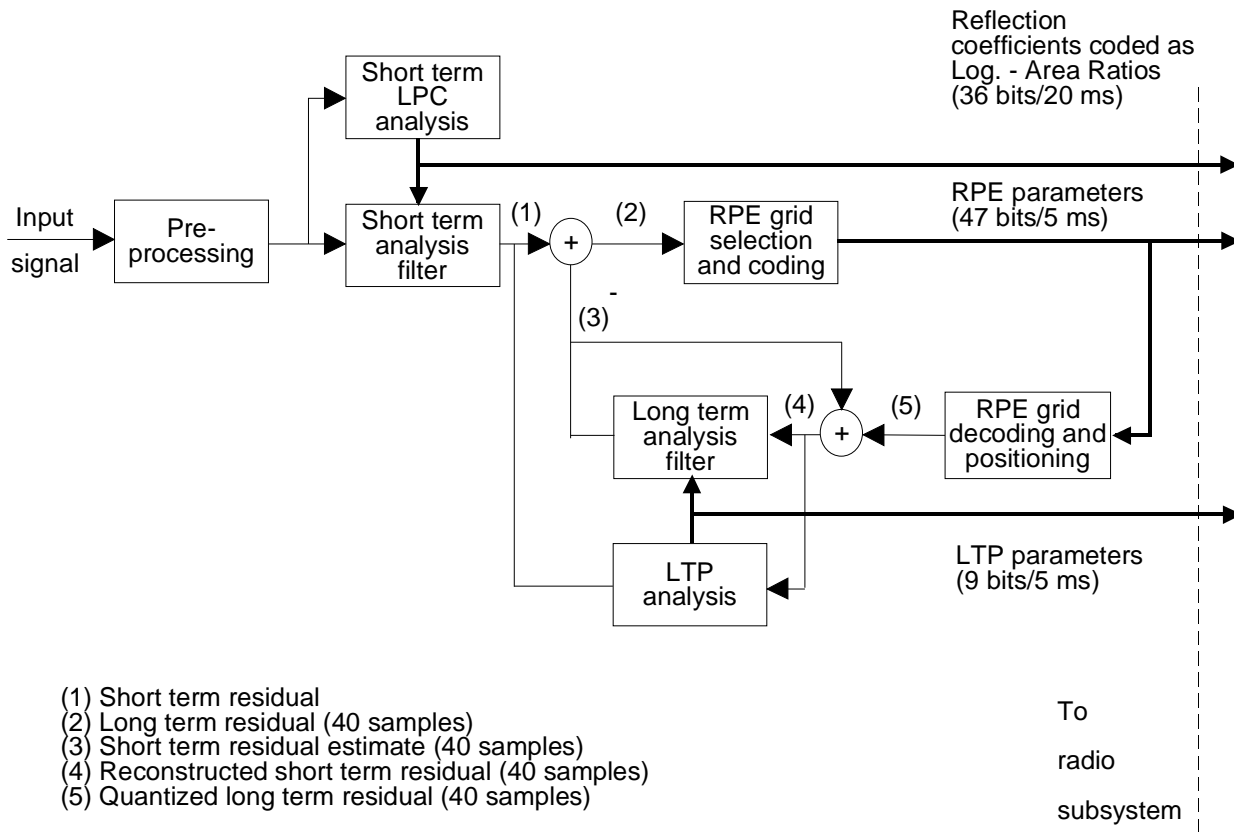 Reflection
coefficients coded as
Log. - Area Ratios
(36 bits/20 ms)
Short term
LPC
analysis
Input
signal
Pre-
processing
Short term
analysis
filter
(1)
+
(2)
RPE grid
selection
and coding
RPE parameters
(47 bits/5 ms)
-
(3)
Long term
analysis
filter
(4)
+
(5)
RPE grid
decoding and
positioning
LTP
analysis
LTP parameters
(9 bits/5 ms)
(1) Short term residual
(2) Long term residual (40 samples)
(3) Short term residual estimate (40 samples)
(4) Reconstructed short term residual (40 samples)
(5) Quantized long term residual (40 samples)
To
radio
subsystem